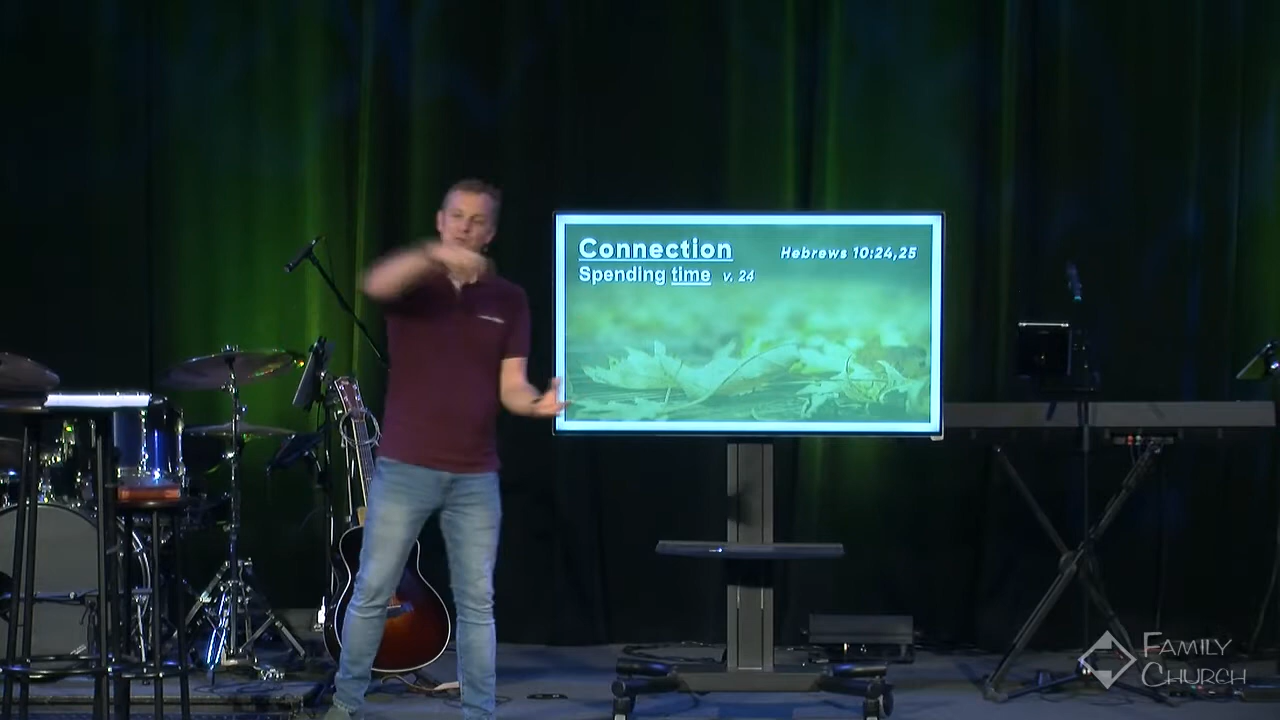 Connection
Hebrews 10:24,25
Spending time v. 24
Family
Church